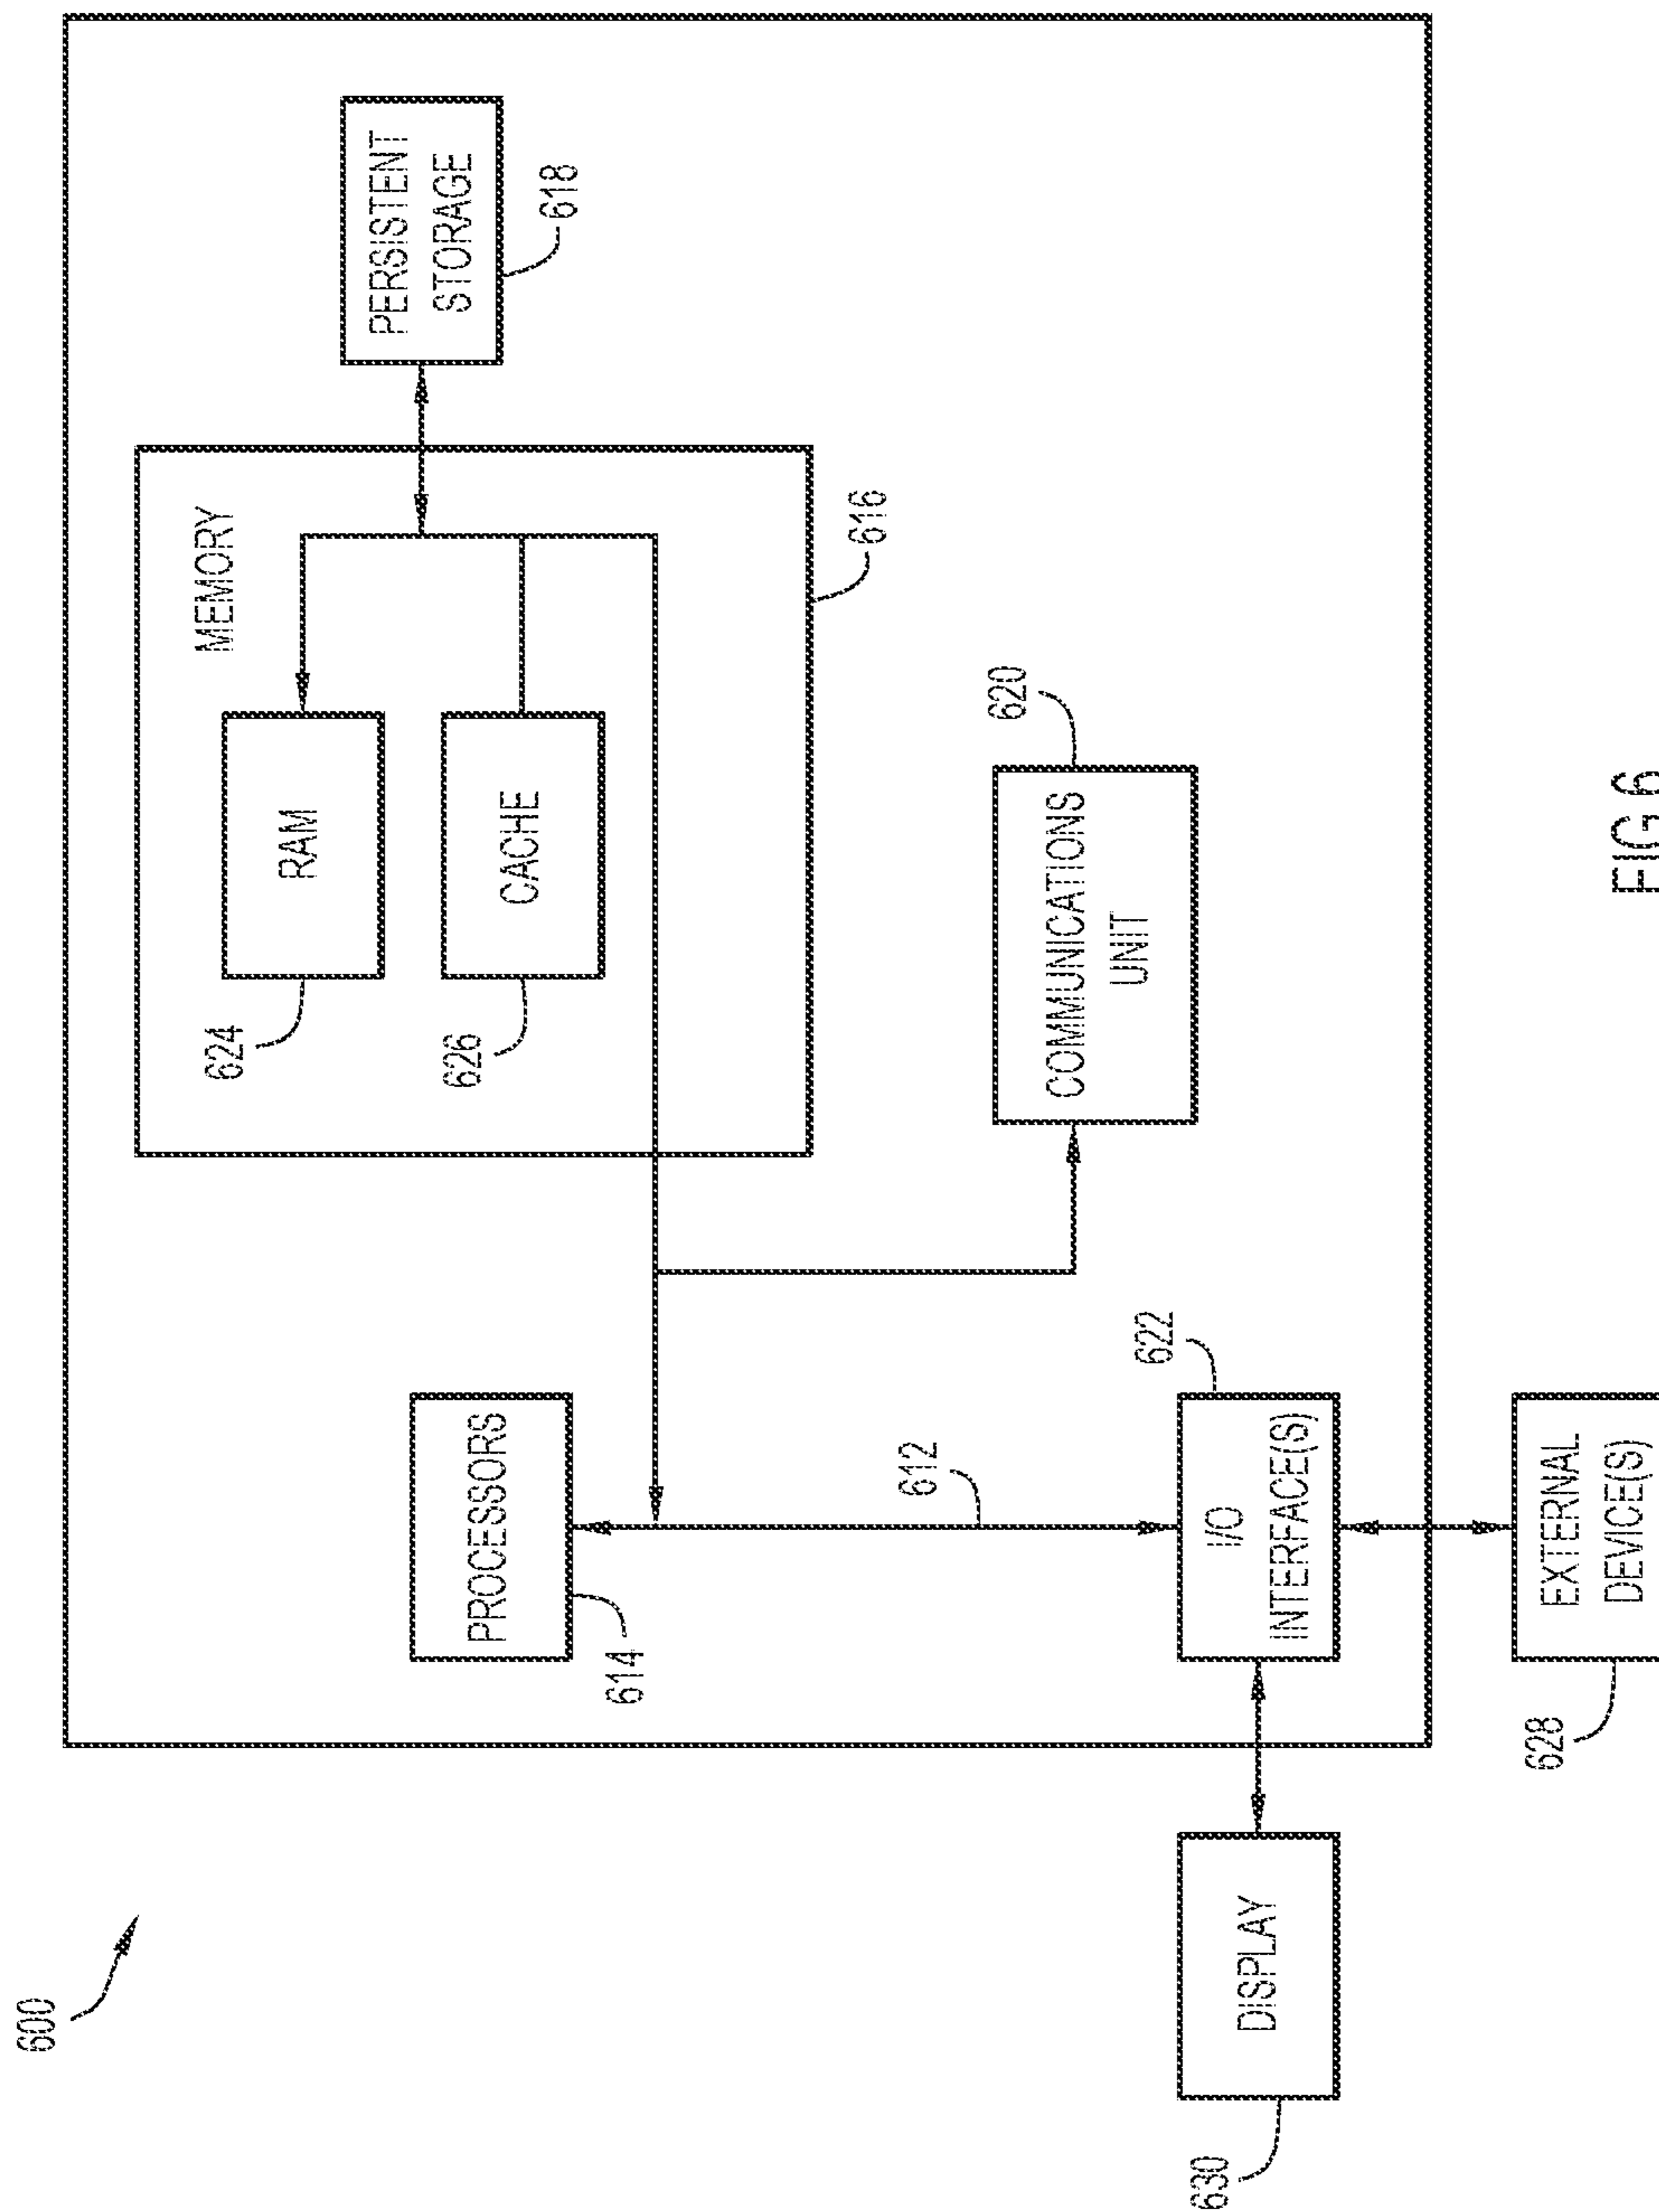 600
MEMORY
RAM
624
CACHE
626
616
PERSISTENT
STORAGE
618
PROCESSORS
614
612
COMMUNICATIONS
UNIT
620
I/O
INTERFACE(S)
622
DISPLAY
630
EXTERNAL
DEVICE(S)
628
FIG.6